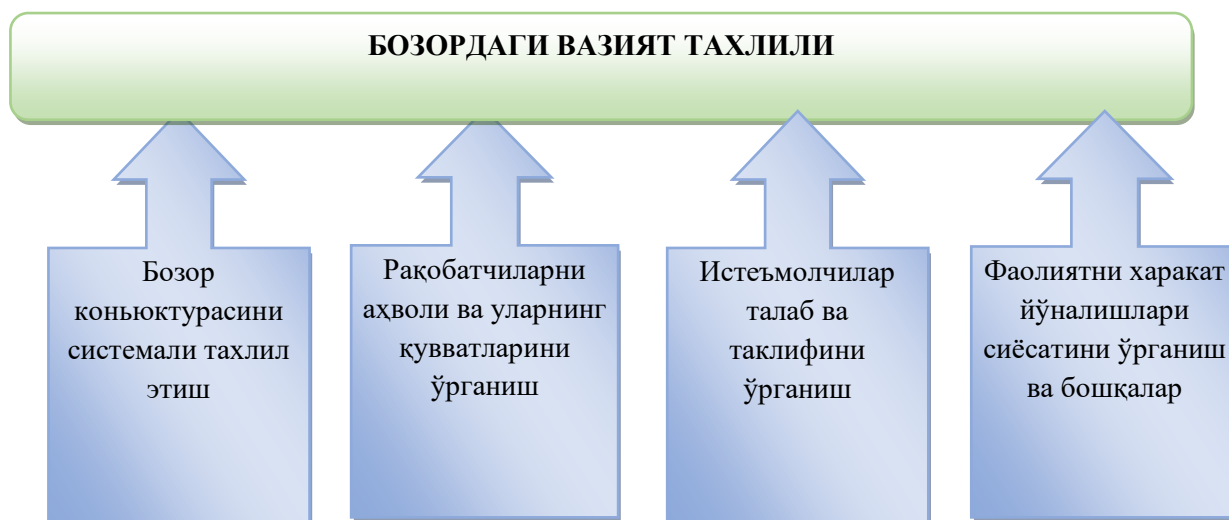 БОЗОРДАГИ ВАЗИЯТ ТАХЛИЛИ
Бозор
коньюктурасини
системали тахлил
этиш
Рақобатчиларни
аҳволи ва уларнинг
қувватларини
ўрганиш
Истеъмолчилар
талаб ва
таклифини
ўрганиш
Фаолиятни харакат
йўналишлари
сиёсатини ўрганиш
ва бошқалар